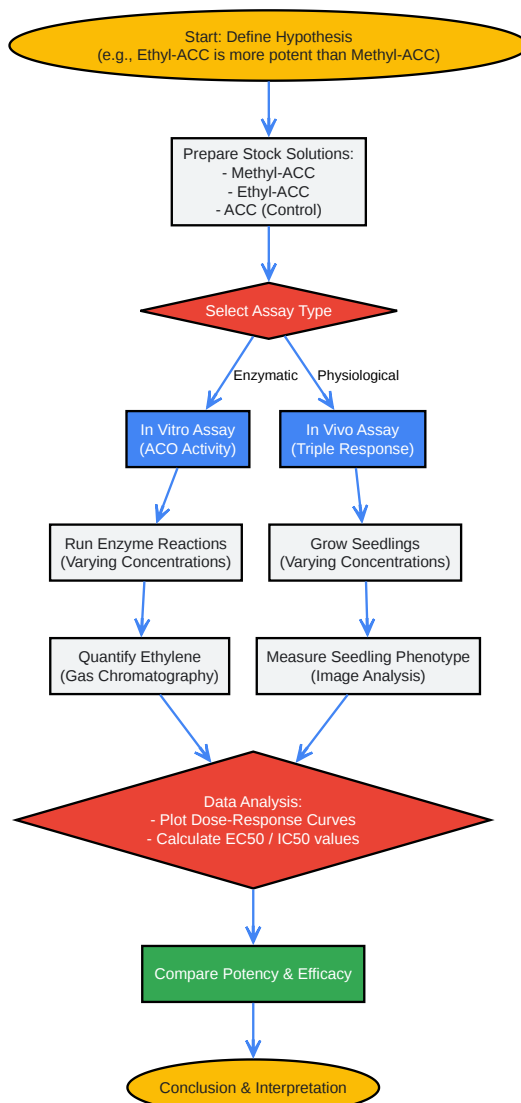 Start: Define Hypothesis
(e.g., Ethyl-ACC is more potent than Methyl-ACC)
Prepare Stock Solutions:
- Methyl-ACC
- Ethyl-ACC
- ACC (Control)
Select Assay Type
Enzymatic
Physiological
In Vitro Assay
(ACO Activity)
In Vivo Assay
(Triple Response)
Run Enzyme Reactions
(Varying Concentrations)
Grow Seedlings
(Varying Concentrations)
Quantify Ethylene
(Gas Chromatography)
Measure Seedling Phenotype
(Image Analysis)
Data Analysis:
- Plot Dose-Response Curves
- Calculate EC50 / IC50 values
Compare Potency & Efficacy
Conclusion & Interpretation